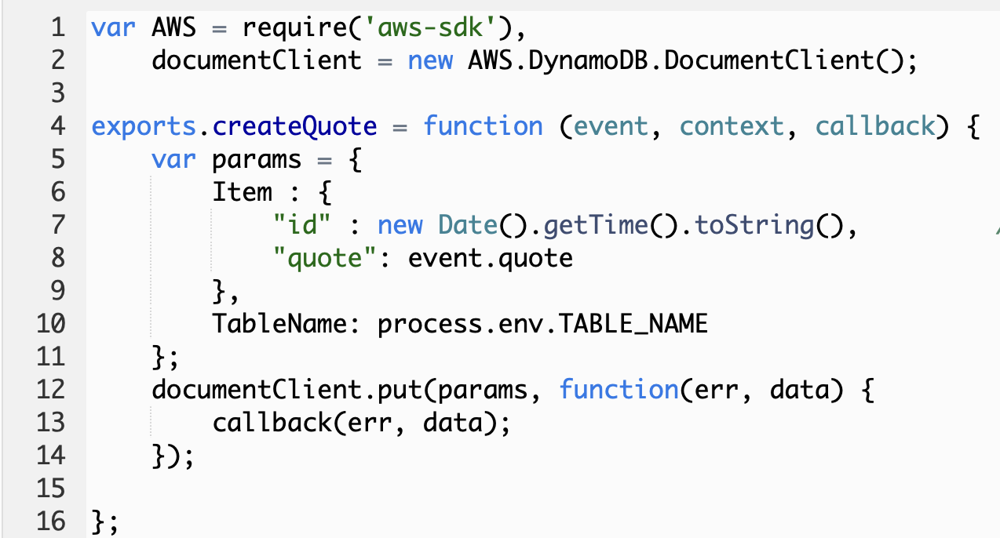 1 var AWS = require('aws-sdk'),
2     documentClient = new AWS.DynamoDB.DocumentClient();
3
4 exports.createQuote = function (event, context, callback) {
5     var params = {
6         Item : {
7             "id" : new Date().getTime().toString(),
8             "quote": event.quote
9         },
10         TableName: process.env.TABLE_NAME
11     };
12     documentClient.put(params, function(err, data) {
13         callback(err, data);
14     });
15
16 };